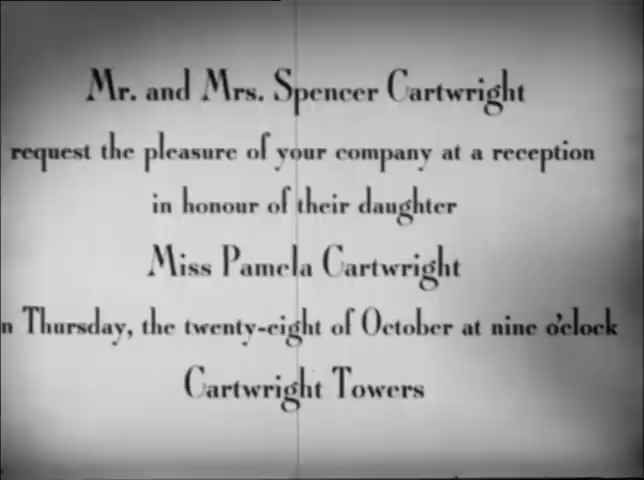 Mr. and Mrs. Spencer Cartwright
request the pleasure of your company at a reception
in honour of their daughter
Miss Pamela Cartwright
n Thursday, the twenty-eight of October at nine o'clock
Cartwright Towers